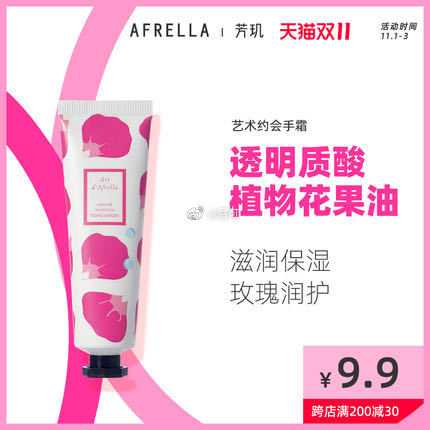 AFRELLA | 芳玑 天猫双11 活动时间
11.1-3
艺术约会手霜
透明质酸
植物花果油
滋润保湿
玫瑰润护
Art
d'Afrella
¥9.9
跨店满200减30